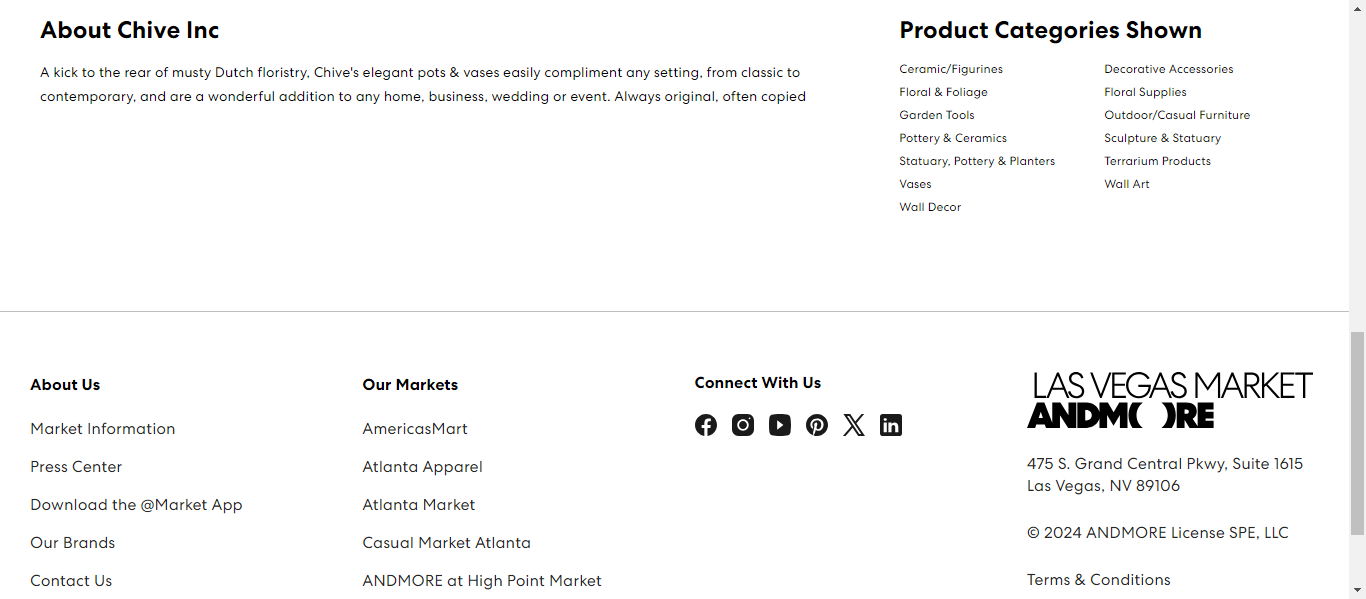 About Chive Inc
A kick to the rear of musty Dutch floristry, Chive's elegant pots & vases easily compliment any setting, from classic to
contemporary, and are a wonderful addition to any home, business, wedding or event. Always original, often copied
Product Categories Shown
Ceramic/Figurines
Floral & Foliage
Garden Tools
Pottery & Ceramics
Statuary, Pottery & Planters
Vases
Wall Decor
Decorative Accessories
Floral Supplies
Outdoor/Casual Furniture
Sculpture & Statuary
Terrarium Products
Wall Art
About Us
Market Information
Press Center
Download the @Market App
Our Brands
Contact Us
Our Markets
AmericasMart
Atlanta Apparel
Atlanta Market
Casual Market Atlanta
ANDMORE at High Point Market
Connect With Us
LAS VEGAS MARKET
ANDM( )RE
475 S. Grand Central Pkwy, Suite 1615
Las Vegas, NV 89106
© 2024 ANDMORE License SPE, LLC
Terms & Conditions